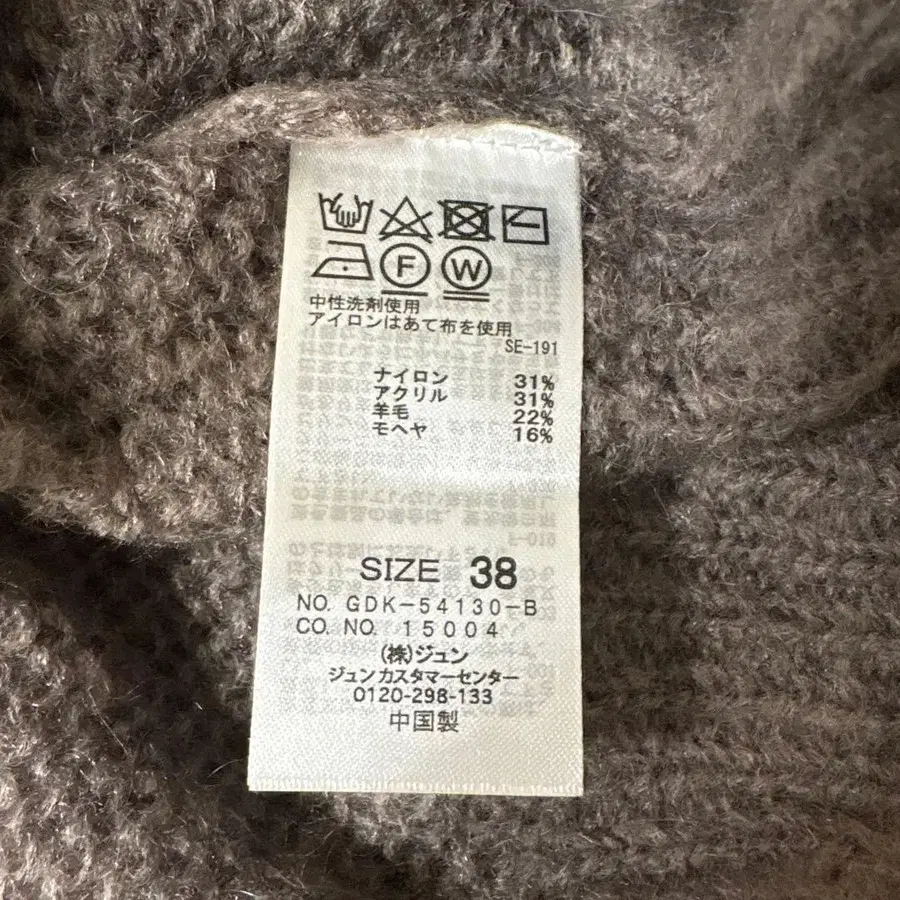 F W
中性洗剤使用
アイロンはあて布を使用
SE-191
ナイロン 31%
アクリル 31%
羊毛 22%
モヘヤ 16%
SIZE 38
NO. GDK-54130-B
CO. NO. 15004
(株)ジュン
ジュンカスタマーセンター
0120-298-133
中国製